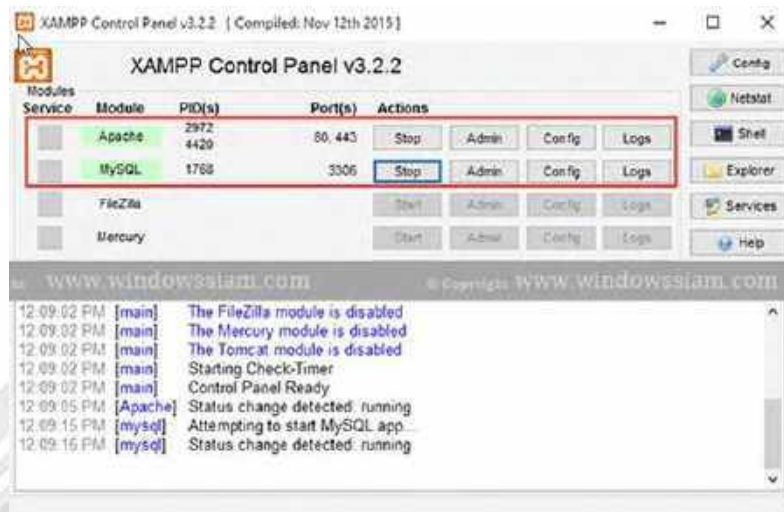 XAMPP Control Panel v3.2.2 [ Compiled: Nov 12th 2015 ]
XAMPP Control Panel v3.2.2
Modules
Service Module PID(s) Port(s) Actions
Apache 2972 4420 80, 443 Stop Admin Config Logs
MySQL 1768 3306 Stop Admin Config Logs
FileZilla Start Admin Config Logs
Mercury Start Admin Config Logs
Config
Netstat
Shell
Explorer
Services
Help
www.windowssiam.com © Copyright www.windowssiam.com
12:09:02 PM [main] The FileZilla module is disabled
12:09:02 PM [main] The Mercury module is disabled
12:09:02 PM [main] The Tomcat module is disabled
12:09:02 PM [main] Starting Check-Timer
12:09:02 PM [main] Control Panel Ready
12:09:05 PM [Apache] Status change detected: running
12:09:15 PM [mysql] Attempting to start MySQL app...
12:09:16 PM [mysql] Status change detected: running